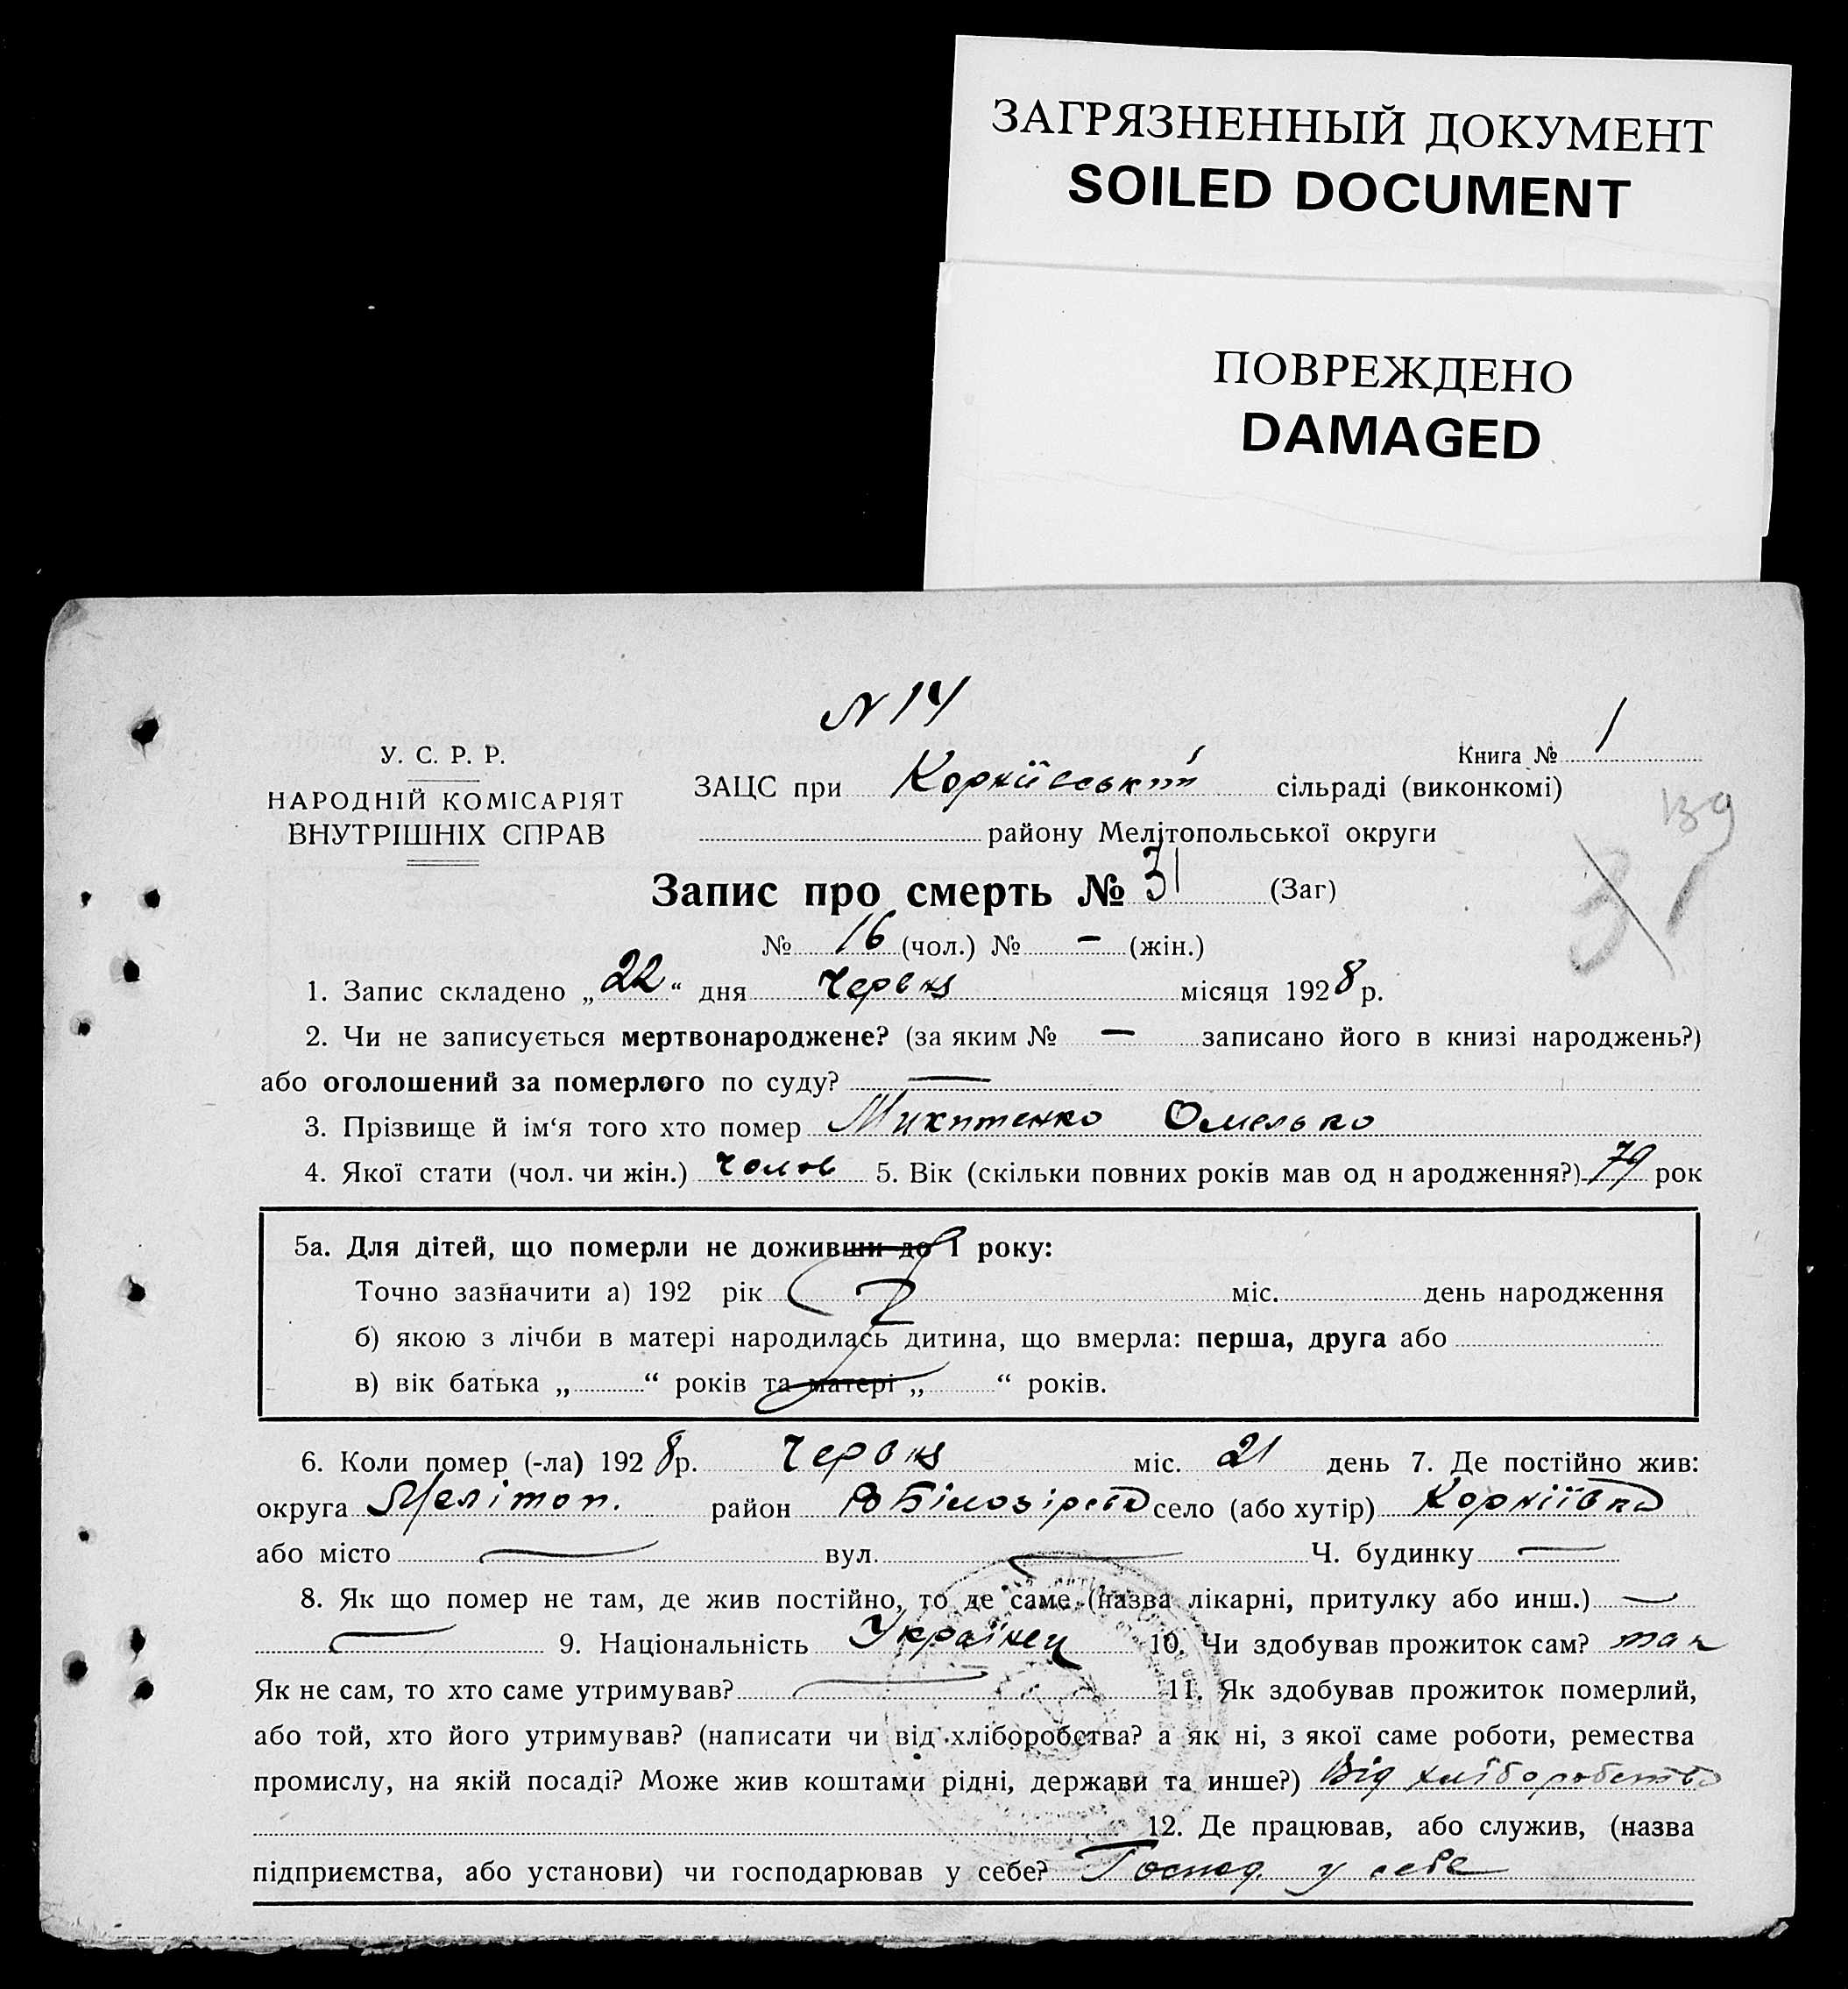 ЗАГРЯЗНЕННЫЙ ДОКУМЕНТ
SOILED DOCUMENT
ПОВРЕЖДЕНО
DAMAGED
N 14
У. С. Р. Р.
НАРОДНІЙ КОМІСАРІЯТ
ВНУТРІШНІХ СПРАВ
Книга № 1
ЗАЦС при Корніївський сільраді (виконкомі)
139
району Мелітопольської округи
31
Запис про смерть № 31 (Заг)
№ 16 (чол.) № — (жін.)
1. Запис складено „22“ дня Червня місяця 1928 р.
2. Чи не записується мертвонароджене? (за яким № — записано його в книзі народжень?)
або оголошений за померлого по суду? —
3. Прізвище й ім‘я того хто помер Микитенко Омелько
4. Якої стати (чол. чи жін.) чолов 5. Вік (скільки повних років мав од н ародження?) 79 рок
5а. Для дітей, що померли не доживши до 1 року:
Точно зазначити а) 192 рік міс. день народження
б) якою з лічби в матері народилась дитина, що вмерла: перша, друга або
в) вік батька „ “ років та матері „ “ років.
6. Коли помер (-ла) 1928 р. Червня міс. 21 день 7. Де постійно жив:
округа Мелітоп. район Білозірка село (або хутір) Корніївка
або місто — вул. — Ч. будинку —
8. Як що помер не там, де жив постійно, то де саме (назва лікарні, притулку або инш.) —
— 9. Національність Українец 10. Чи здобував прожиток сам? так
Як не сам, то хто саме утримував? — 11. Як здобував прожиток померлий,
або той, хто його утримував? (написати чи від хліборобства? а як ні, з якої саме роботи, ремества
промислу, на якій посаді? Може жив коштами рідні, держави та инше?) Від хліборобства
12. Де працював, або служив, (назва
підприємства, або установи) чи господарював у себе? Господ. у себе